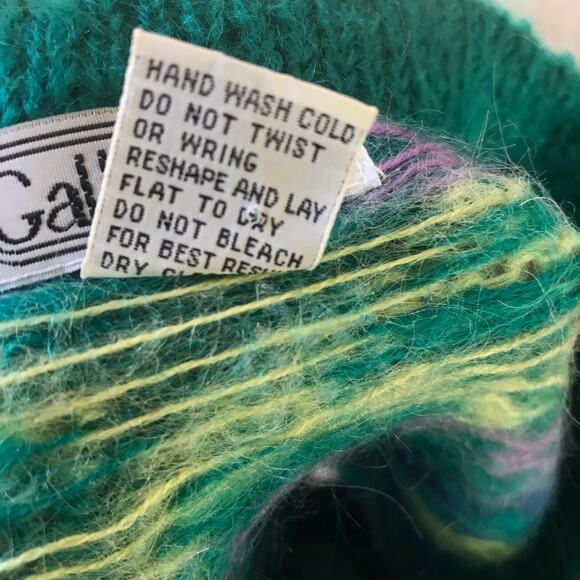 Gall
HAND WASH COLD
DO NOT TWIST
OR WRING
RESHAPE AND LAY
FLAT TO DRY
DO NOT BLEACH
FOR BEST
DRY